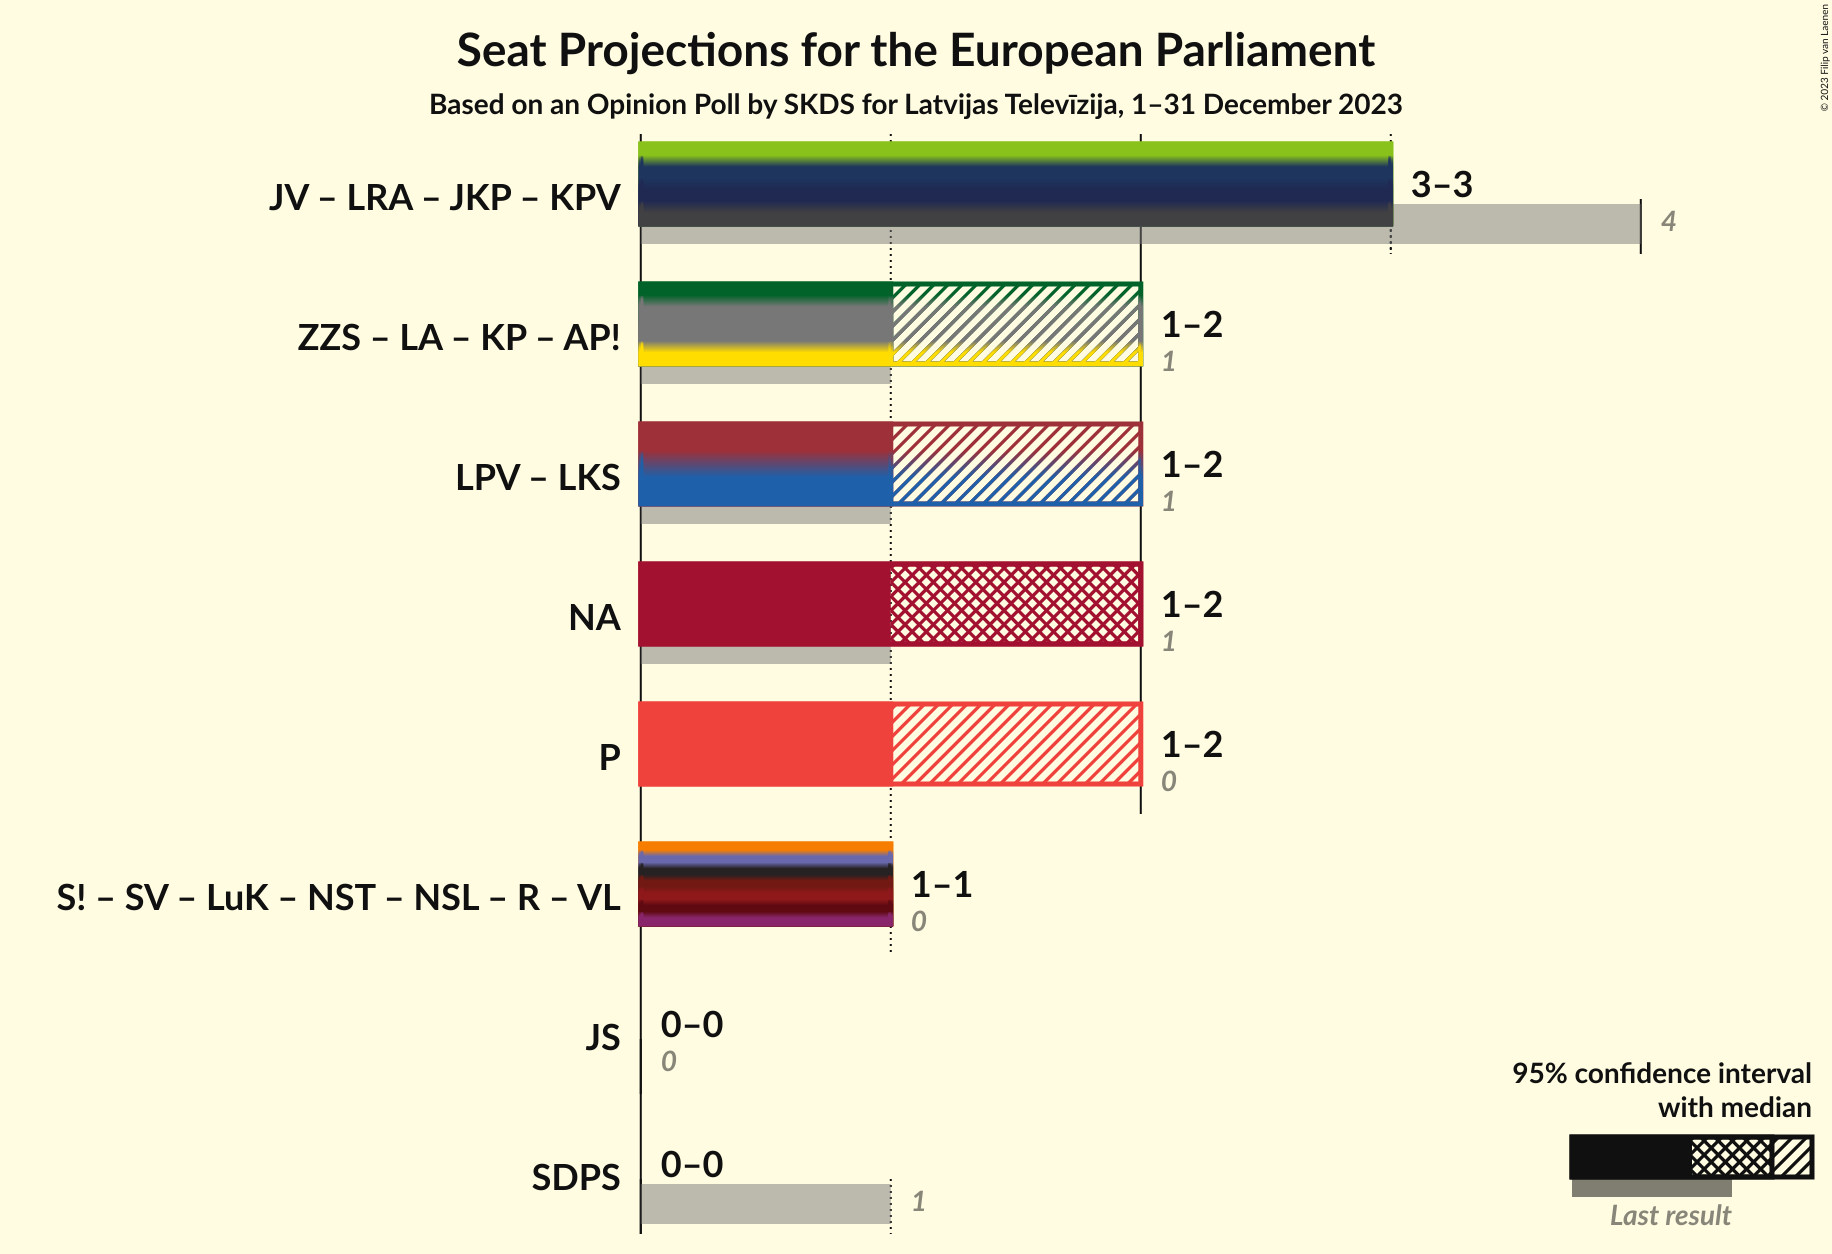 Seat Projections for the European Parliament
Based on an Opinion Poll by SKDS for Latvijas Televīzija, 1–31 December 2023
© 2023 Filip van Laenen
JV – LRA – JKP – KPV
3–3
4
ZZS – LA – KP – AP!
1–2
1
LPV – LKS
1–2
1
NA
1–2
1
P
1–2
0
S! – SV – LuK – NST – NSL – R – VL
1–1
0
JS
0–0
0
SDPS
0–0
1
95% confidence interval
with median
Last result